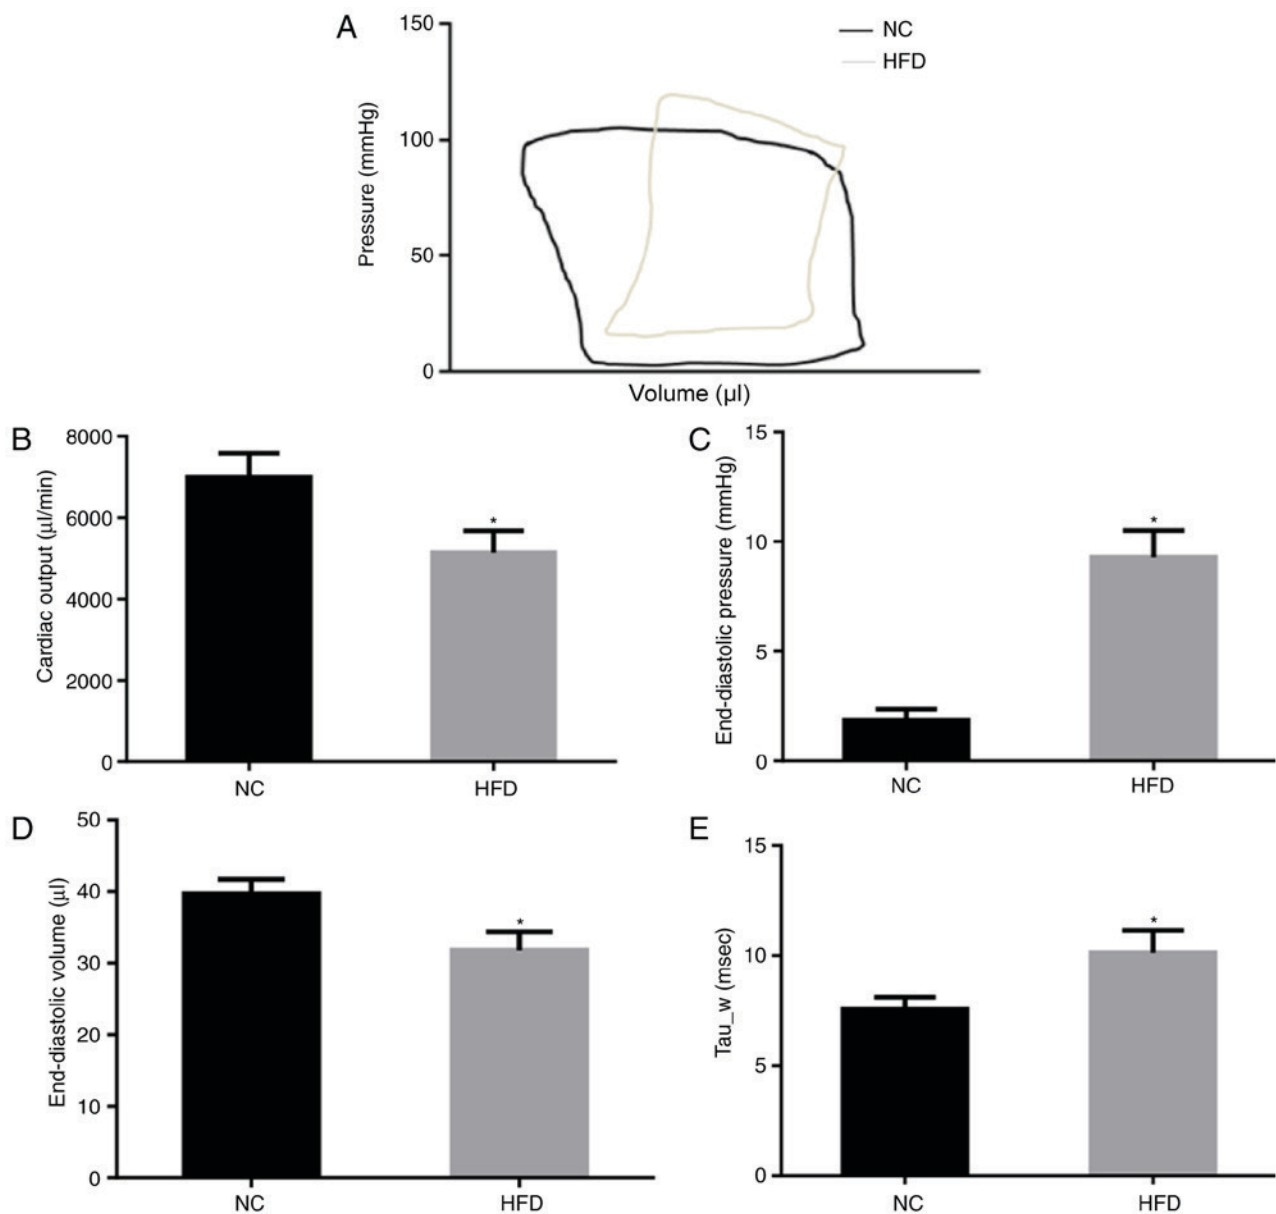 A
150
100
50
0
Pressure (mmHg)
Volume (µl)
NC
HFD
B
8000
6000
4000
2000
0
Cardiac output (µl/min)
*
NC
HFD
C
15
10
5
0
End-diastolic pressure (mmHg)
*
NC
HFD
D
50
40
30
20
10
0
End-diastolic volume (µl)
*
NC
HFD
E
15
10
5
0
Tau_w (msec)
*
NC
HFD